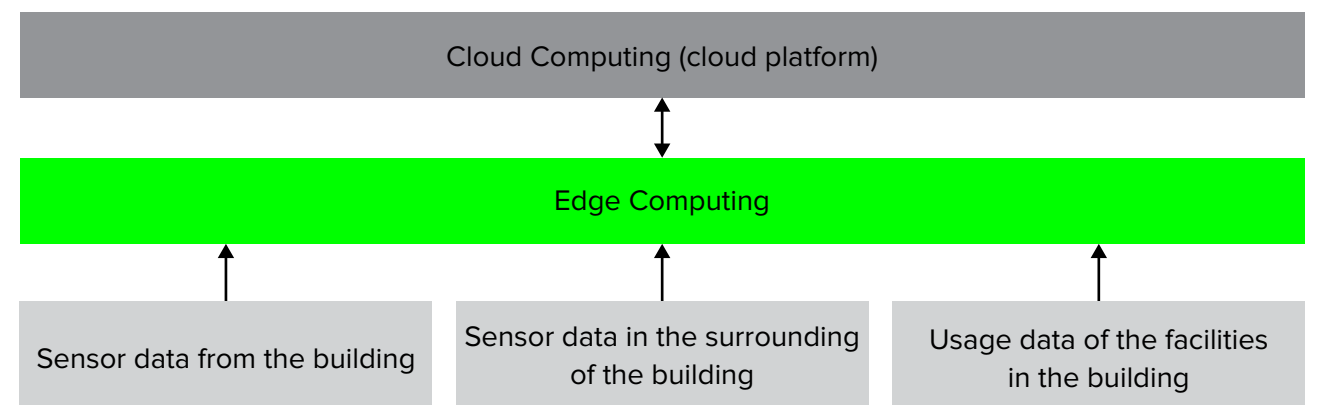 Cloud Computing (cloud platform)
Edge Computing
Sensor data from the building
Sensor data in the surrounding
of the building
Usage data of the facilities
in the building